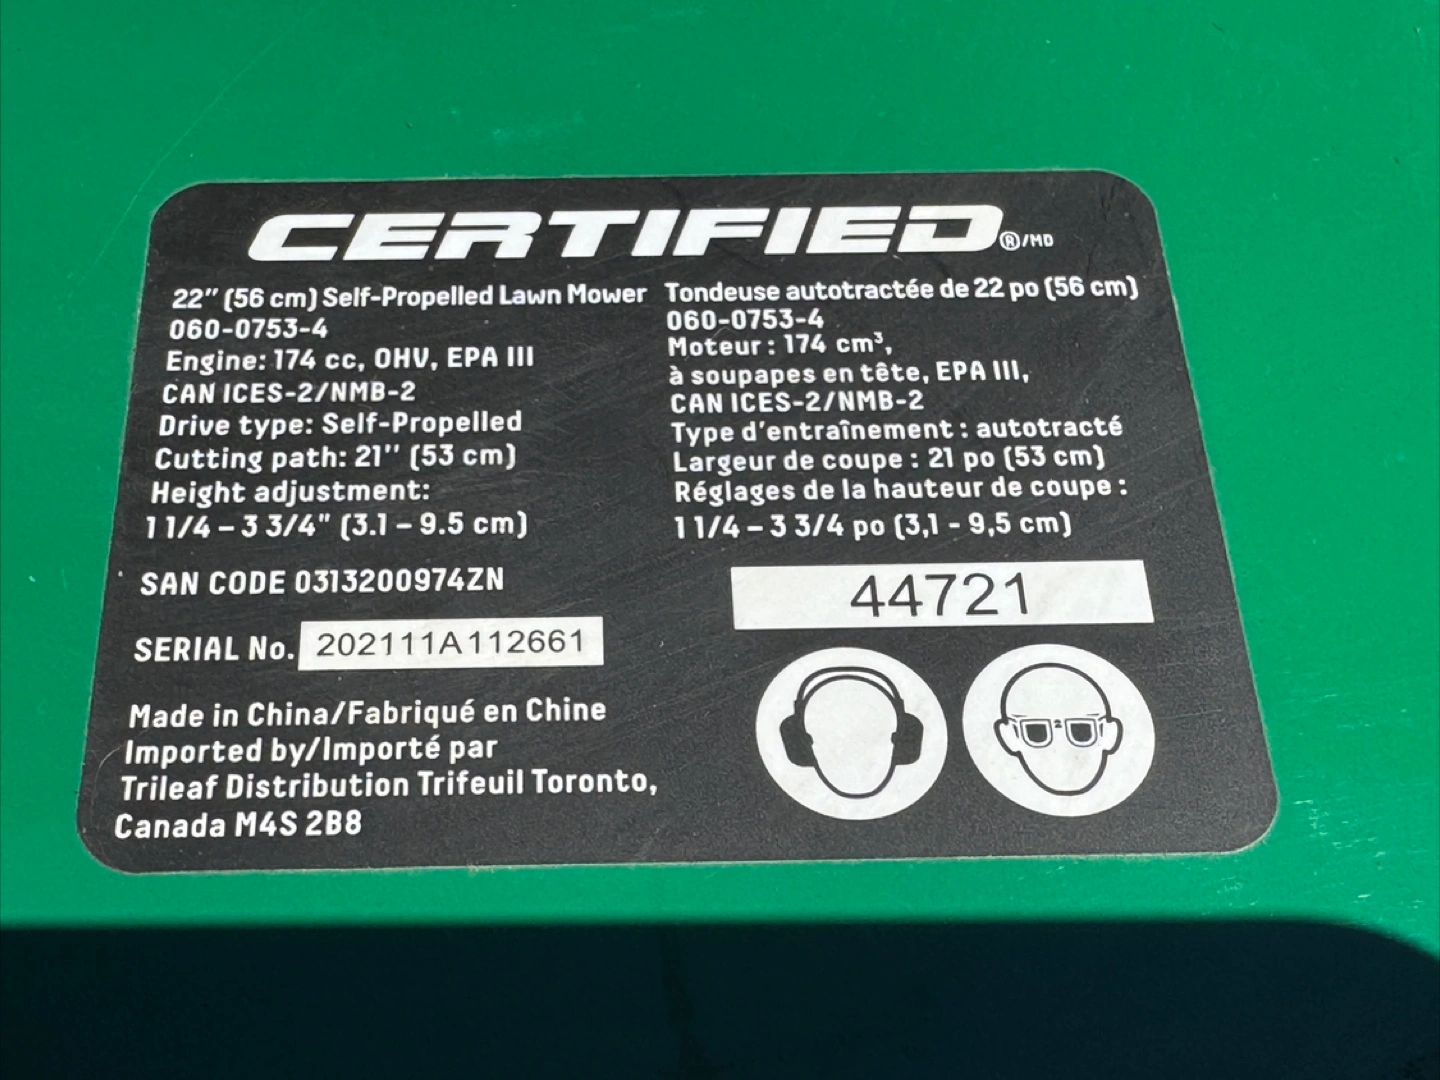 CERTIFIED®/MD
22" (56 cm) Self-Propelled Lawn Mower
060-0753-4
Engine: 174 cc, OHV, EPA III
CAN ICES-2/NMB-2
Drive type: Self-Propelled
Cutting path: 21'' (53 cm)
Height adjustment:
1 1/4 – 3 3/4" (3.1 – 9.5 cm)
Tondeuse autotractée de 22 po (56 cm)
060-0753-4
Moteur : 174 cm³,
à soupapes en tête, EPA III,
CAN ICES-2/NMB-2
Type d'entraînement : autotracté
Largeur de coupe : 21 po (53 cm)
Réglages de la hauteur de coupe :
1 1/4 – 3 3/4 po (3,1 - 9,5 cm)
SAN CODE 0313200974ZN
SERIAL No. 202111A112661
44721
Made in China/Fabriqué en Chine
Imported by/Importé par
Trileaf Distribution Trifeuil Toronto,
Canada M4S 2B8